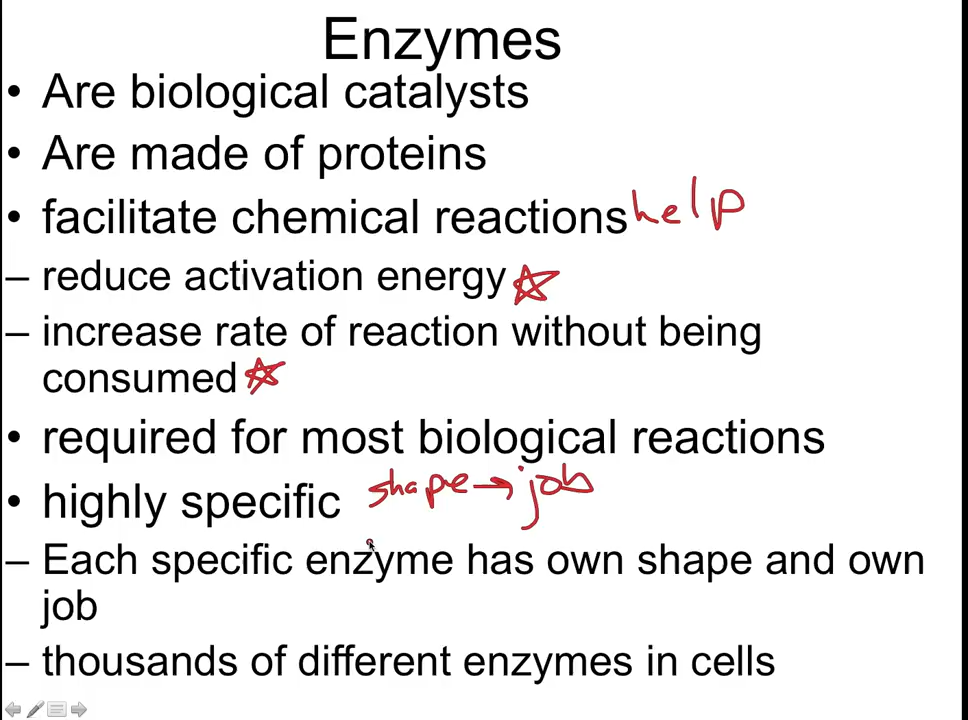 Enzymes
• Are biological catalysts
• Are made of proteins
• facilitate chemical reactions help
– reduce activation energy
– increase rate of reaction without being
consumed
• required for most biological reactions
• highly specific shape → job
– Each specific enzyme has own shape and own
job
– thousands of different enzymes in cells